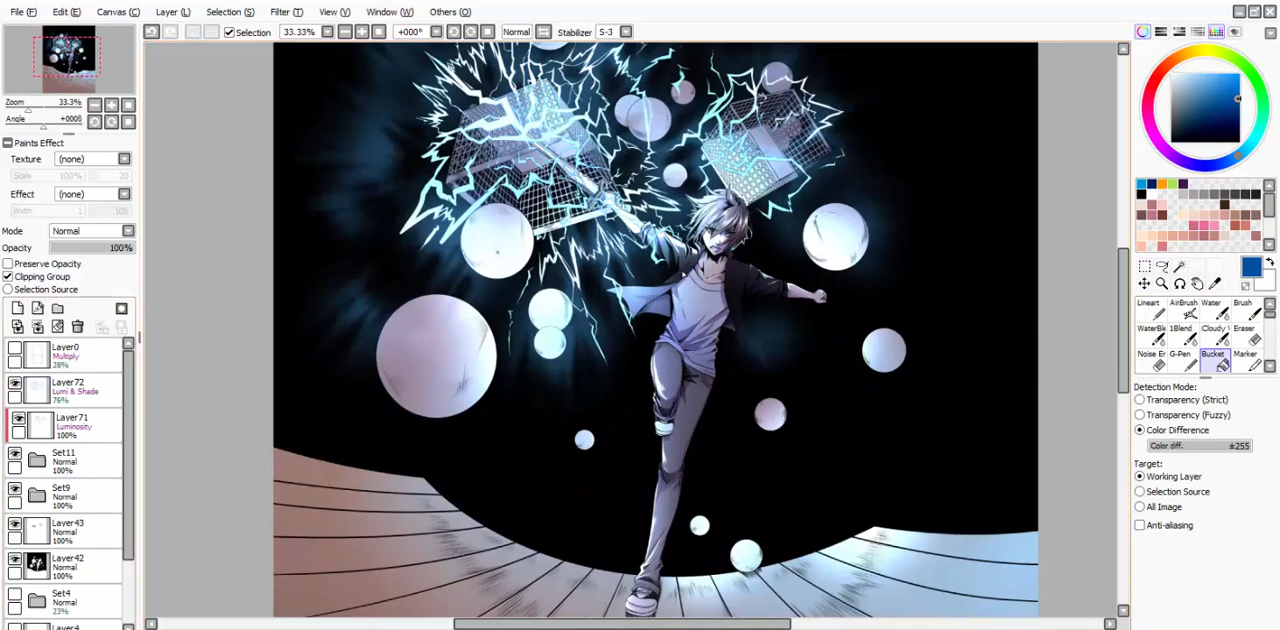 File (F) Edit (E) Canvas (C) Layer (L) Selection (S) Filter (T) View (V) Window (W) Others (O)
Selection 33.33% +000° Normal Stabilizer S-3
Zoom 33.3%
Angle +000θ
Paints Effect
Texture (none)
Scale 100% 20
Effect (none)
Width 1 100
Mode Normal
Opacity 100%
Preserve Opacity
Clipping Group
Selection Source
Layer0
Multiply
28%
Layer72
Lumi & Shade
76%
Layer71
Luminosity
100%
Set11
Normal
100%
Set9
Normal
100%
Layer43
Normal
100%
Layer42
Normal
100%
Set4
Normal
23%
Lineart AirBrush Water Brush
WaterBl 1Blend Cloudy Eraser
Noise Er G-Pen Bucket Marker
Detection Mode:
Transparency (Strict)
Transparency (Fuzzy)
Color Difference
Color diff. ±255
Target:
Working Layer
Selection Source
All Image
Anti-aliasing